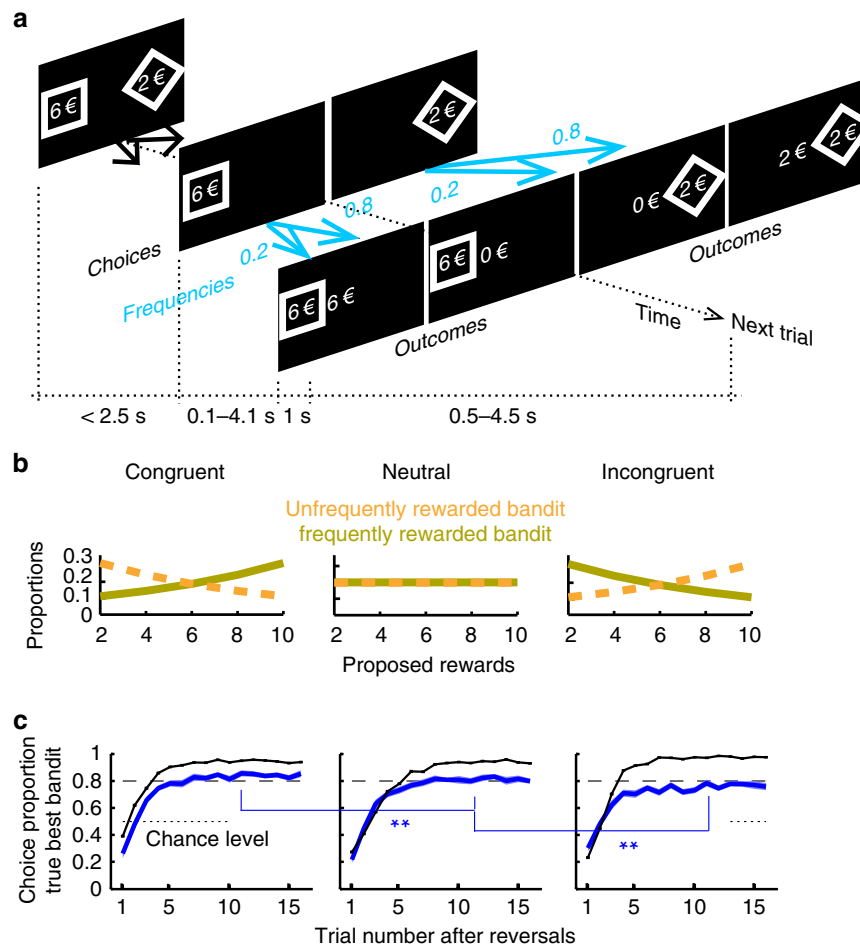 a
6 € 2 €
6 € 2 €
Choices
Frequencies
0.2 0.8
0.2 0.8
6 € 6 €
6 € 0 €
0 € 2 €
2 € 2 €
Outcomes
Outcomes
Time
Next trial
< 2.5 s 0.1–4.1 s 1 s 0.5–4.5 s
b
Congruent Neutral Incongruent
Unfrequently rewarded bandit
frequently rewarded bandit
Proportions
0.3
0.2
0.1
0
2 4 6 8 10
2 4 6 8 10
2 4 6 8 10
Proposed rewards
c
Choice proportion
true best bandit
1
0.8
0.6
0.4
0.2
0
Chance level
**
**
1 5 10 15
1 5 10 15
1 5 10 15
Trial number after reversals